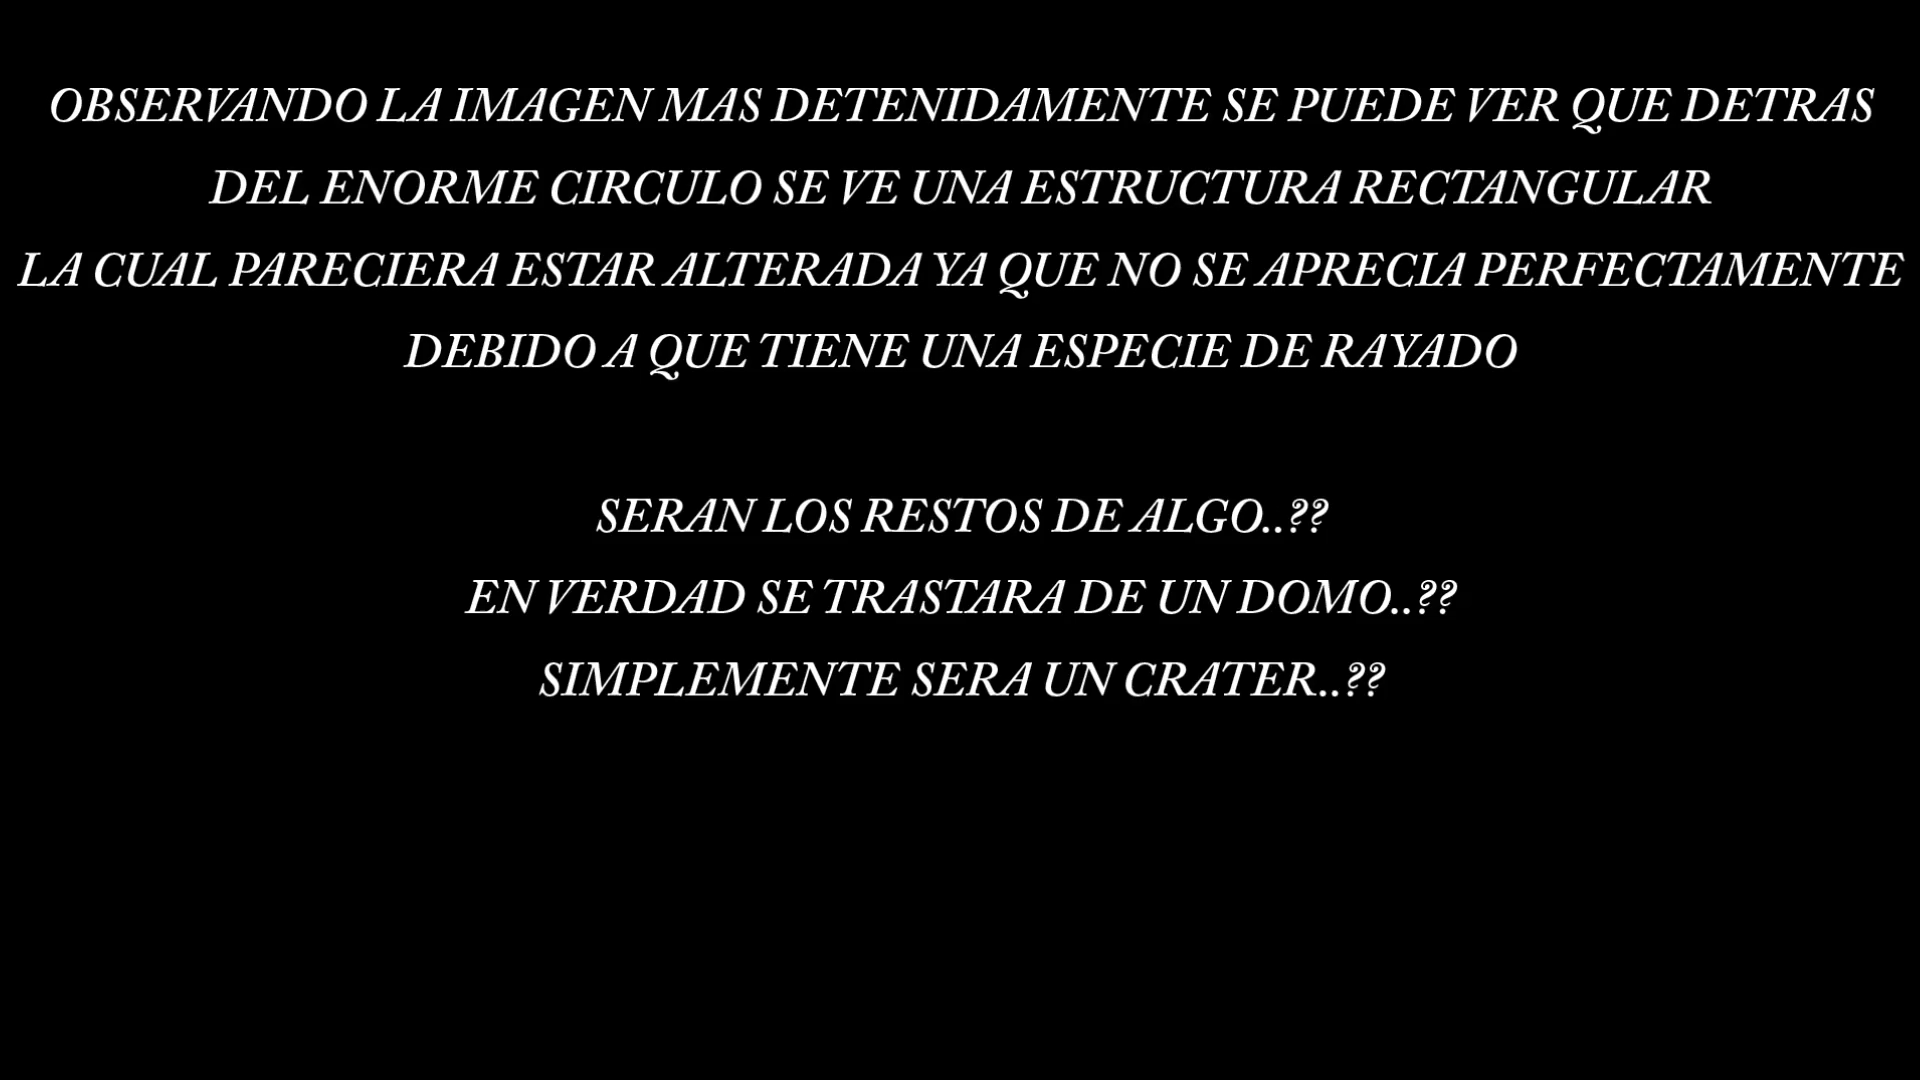 OBSERVANDO LA IMAGEN MAS DETENIDAMENTE SE PUEDE VER QUE DETRAS
DEL ENORME CIRCULO SE VE UNA ESTRUCTURA RECTANGULAR
LA CUAL PARECIERA ESTAR ALTERADA YA QUE NO SE APRECIA PERFECTAMENTE
DEBIDO A QUE TIENE UNA ESPECIE DE RAYADO
SERAN LOS RESTOS DE ALGO..??
EN VERDAD SE TRASTARA DE UN DOMO..??
SIMPLEMENTE SERA UN CRATER..??